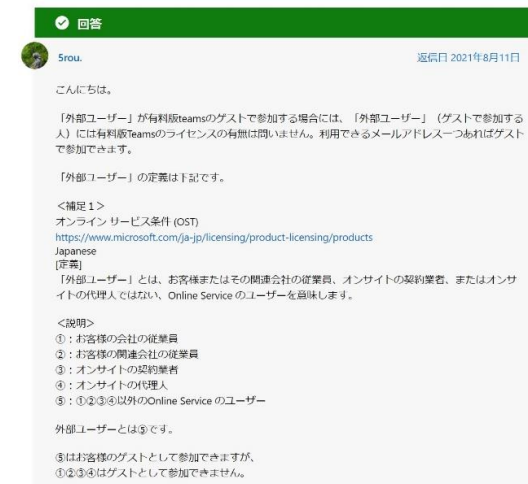 回答
5rou.
返信日 2021年8月11日
こんにちは。
「外部ユーザー」が有料版teamsのゲストで参加する場合には、「外部ユーザー」（ゲストで参加する
人）には有料版Teamsのライセンスの有無は問いません。利用できるメールアドレス一つあればゲスト
で参加できます。
「外部ユーザー」の定義は下記です。
＜補足１＞
オンライン サービス条件 (OST)
https://www.microsoft.com/ja-jp/licensing/product-licensing/products
Japanese
[定義]
「外部ユーザー」とは、お客様またはその関連会社の従業員、オンサイトの契約業者、またはオンサ
イトの代理人ではない、Online Service のユーザーを意味します。
＜説明＞
①：お客様の会社の従業員
②：お客様の関連会社の従業員
③：オンサイトの契約業者
④：オンサイトの代理人
⑤：①②③④以外のOnline Service のユーザー
外部ユーザーとは⑤です。
⑤はお客様のゲストとして参加できますが、
①②③④はゲストとして参加できません。